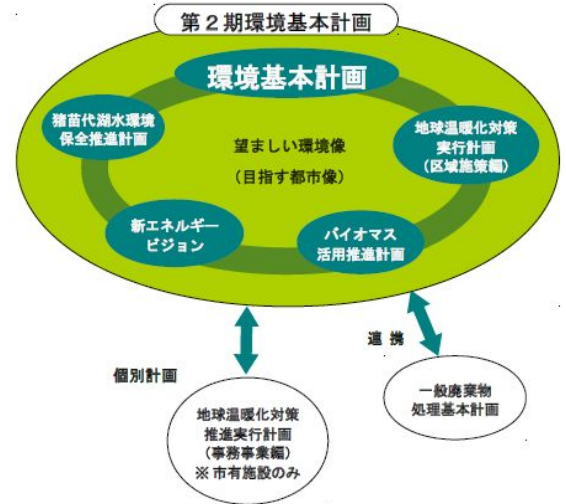 第２期環境基本計画
環境基本計画
猪苗代湖水環境
保全推進計画
地球温暖化対策
実行計画
(区域施策編)
望ましい環境像
(目指す都市像)
新エネルギー
ビジョン
バイオマス
活用推進計画
連 携
個別計画
一般廃棄物
処理基本計画
地球温暖化対策
推進実行計画
(事務事業編)
※ 市有施設のみ